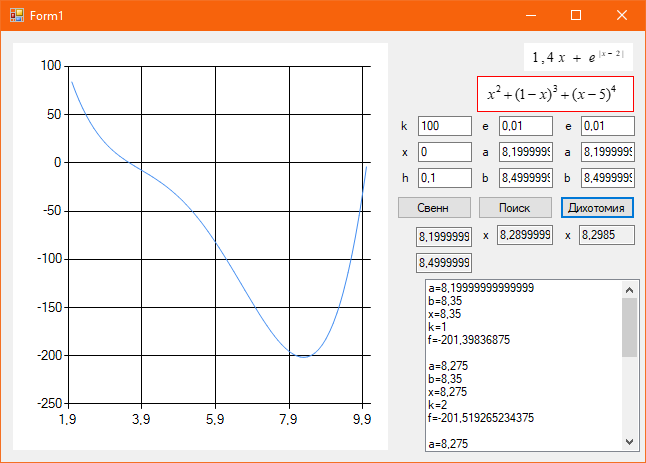 Form1
100
50
0
-50
-100
-150
-200
-250
1,9 3,9 5,9 7,9 9,9
1,4 x + e^|x − 2|
x² + (1 − x)³ + (x − 5)⁴
k 100 e 0,01 e 0,01
x 0 a 8,1999999 a 8,1999999
h 0,1 b 8,4999999 b 8,4999999
Свенн Поиск Дихотомия
8,1999999 x 8,2899999 x 8,2985
8,4999999
a=8,19999999999999
b=8,35
x=8,35
k=1
f=-201,39836875
a=8,275
b=8,35
x=8,275
k=2
f=-201,519265234375
a=8,275